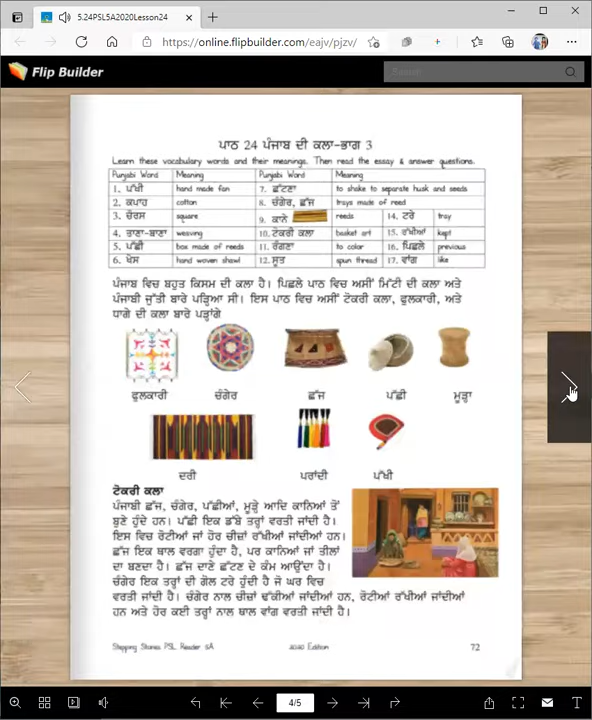 5.24PSL5A2020Lesson24
https://online.flipbuilder.com/eajv/pjzv/
Flip Builder
Search
ਪਾਠ 24 ਪੰਜਾਬ ਦੀ ਕਲਾ-ਭਾਗ 3
Learn these vocabulary words and their meanings. Then read the essay & answer questions.
Punjabi Word Meaning Punjabi Word Meaning
1. ਪੱਖੀ hand made fan 7. ਛੱਟਣਾ to shake to separate husk and seeds
2. ਕਪਾਹ cotton 8. ਚੰਗੇਰ, ਛੱਜ trays made of reed
3. ਚੌਰਸ square 9. ਕਾਨੇ reeds 14. ਟਰੇ tray
4. ਤਾਣਾ-ਬਾਣਾ weaving 10. ਟੋਕਰੀ ਕਲਾ basket art 15. ਰੱਖੀਆਂ kept
5. ਪੱਛੀ box made of reeds 11. ਰੰਗਣਾ to color 16. ਪਿਛਲੇ previous
6. ਖੇਸ hand woven shawl 12. ਸੂਤ spun thread 17. ਵਾਂਗ like
ਪੰਜਾਬ ਵਿਚ ਬਹੁਤ ਕਿਸਮ ਦੀ ਕਲਾ ਹੈ। ਪਿਛਲੇ ਪਾਠ ਵਿਚ ਅਸੀਂ ਮਿੱਟੀ ਦੀ ਕਲਾ ਅਤੇ
ਪੰਜਾਬੀ ਜੁੱਤੀ ਬਾਰੇ ਪੜ੍ਹਿਆ ਸੀ। ਇਸ ਪਾਠ ਵਿਚ ਅਸੀਂ ਟੋਕਰੀ ਕਲਾ, ਫੁਲਕਾਰੀ, ਅਤੇ
ਧਾਗੇ ਦੀ ਕਲਾ ਬਾਰੇ ਪੜ੍ਹਾਂਗੇ
ਫੁਲਕਾਰੀ ਚੰਗੇਰ ਛੱਜ ਪੱਛੀ ਮੂੜ੍ਹਾ
ਦਰੀ ਪਰਾਂਦੀ ਪੱਖੀ
ਟੋਕਰੀ ਕਲਾ
ਪੰਜਾਬੀ ਛੱਜ, ਚੰਗੇਰ, ਪੱਛੀਆਂ, ਮੂੜ੍ਹੇ ਆਦਿ ਕਾਨਿਆਂ ਤੋਂ
ਬੁਣੇ ਹੁੰਦੇ ਹਨ। ਪੱਛੀ ਇਕ ਡੱਬੇ ਤਰ੍ਹਾਂ ਵਰਤੀ ਜਾਂਦੀ ਹੈ।
ਇਸ ਵਿਚ ਰੋਟੀਆਂ ਜਾਂ ਹੋਰ ਚੀਜ਼ਾਂ ਰੱਖੀਆਂ ਜਾਂਦੀਆਂ ਹਨ।
ਛੱਜ ਇਕ ਥਾਲ ਵਰਗਾ ਹੁੰਦਾ ਹੈ, ਪਰ ਕਾਨਿਆਂ ਜਾਂ ਤੀਲਾਂ
ਦਾ ਬਣਦਾ ਹੈ। ਛੱਜ ਦਾਣੇ ਛੱਟਣ ਦੇ ਕੰਮ ਆਉਂਦਾ ਹੈ।
ਚੰਗੇਰ ਇਕ ਤਰ੍ਹਾਂ ਦੀ ਗੋਲ ਟਰੇ ਹੁੰਦੀ ਹੈ ਜੋ ਘਰ ਵਿਚ
ਵਰਤੀ ਜਾਂਦੀ ਹੈ। ਚੰਗੇਰ ਨਾਲ ਚੀਜ਼ਾਂ ਢੱਕੀਆਂ ਜਾਂਦੀਆਂ ਹਨ, ਰੋਟੀਆਂ ਰੱਖੀਆਂ ਜਾਂਦੀਆਂ
ਹਨ ਅਤੇ ਹੋਰ ਕਈ ਤਰ੍ਹਾਂ ਨਾਲ ਥਾਲ ਵਾਂਗ ਵਰਤੀ ਜਾਂਦੀ ਹੈ।
Stepping Stones PSL Reader 5A 2020 Edition 72
4/5